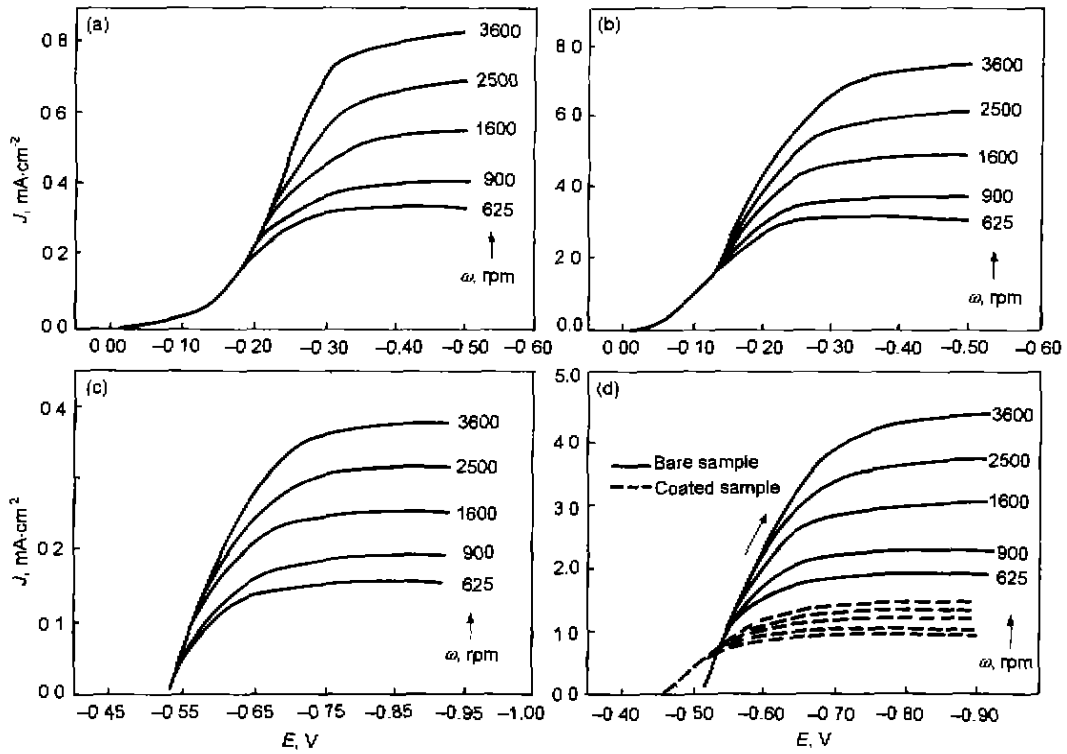 (a)
0.8
0.6
0 4
0.2
0 0
J, mA·cm⁻²
3600
2500
1600
900
625
ω, rpm
0 00 −0.10 −0.20 −0.30 −0.40 −0.50 −0 60
(b)
8 0
6.0
4.0
2.0
0.0
3600
2500
1600
900
625
ω, rpm
0.00 −0.10 −0.20 −0.30 −0.40 −0.50 −0 60
(c)
0 4
0 2
0 1
0 0
J, mA·cm⁻²
3600
2500
1600
900
625
ω, rpm
−0 45 −0.55 −0.65 −0.75 −0.85 −0.95 −1.00
E, V
(d)
5.0
4 0
3.0
2.0
1 0
0 0
Bare sample
Coated sample
3600
2500
1600
900
625
ω, rpm
−0.40 −0.50 −0.60 −0.70 −0.80 −0.90
E, V